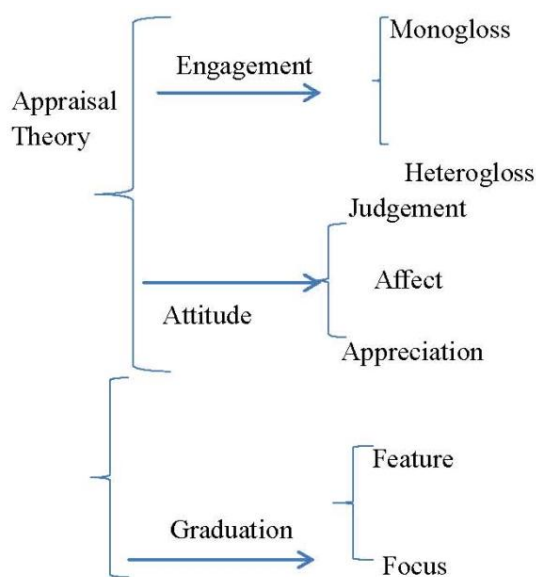 Monogloss
Engagement
Appraisal
Theory
Heterogloss
Judgement
Affect
Attitude
Appreciation
Feature
Graduation
Focus